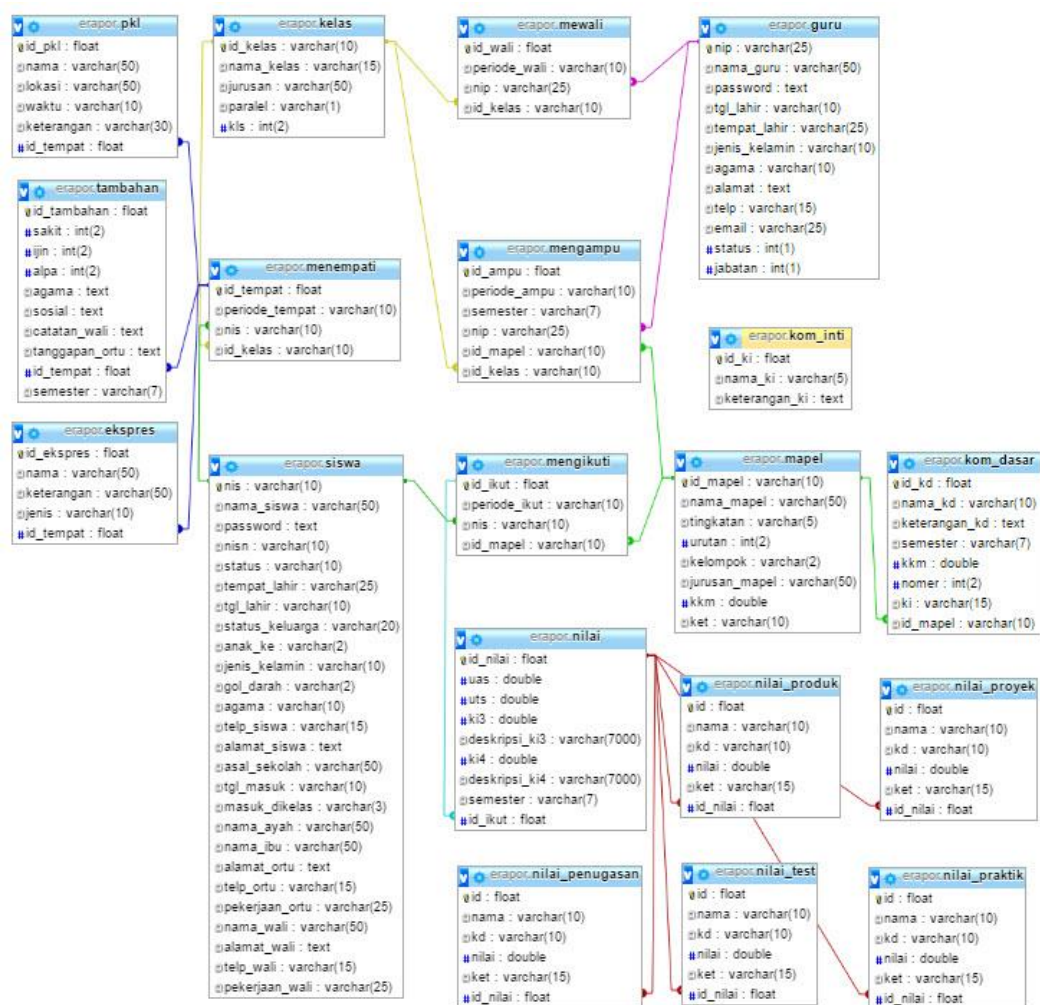 erapor.pkl
id_pkl : float
nama : varchar(50)
lokasi : varchar(50)
waktu : varchar(10)
keterangan : varchar(30)
#id_tempat : float
erapor.kelas
id_kelas : varchar(10)
nama_kelas : varchar(15)
jurusan : varchar(50)
paralel : varchar(1)
#kls : int(2)
erapor.mewali
id_wali : float
periode_wali : varchar(10)
nip : varchar(25)
id_kelas : varchar(10)
erapor.guru
nip : varchar(25)
nama_guru : varchar(50)
password : text
tgl_lahir : varchar(10)
tempat_lahir : varchar(25)
jenis_kelamin : varchar(10)
agama : varchar(10)
alamat : text
telp : varchar(15)
email : varchar(25)
#status : int(1)
#jabatan : int(1)
erapor.tambahan
id_tambahan : float
#sakit : int(2)
#ijin : int(2)
#alpa : int(2)
agama : text
sosial : text
catatan_wali : text
tanggapan_ortu : text
#id_tempat : float
semester : varchar(7)
erapor.menempati
id_tempat : float
periode_tempat : varchar(10)
nis : varchar(10)
id_kelas : varchar(10)
erapor.mengampu
id_ampu : float
periode_ampu : varchar(10)
semester : varchar(7)
nip : varchar(25)
id_mapel : varchar(10)
id_kelas : varchar(10)
erapor.kom_inti
id_ki : float
nama_ki : varchar(5)
keterangan_ki : text
erapor.ekspres
id_ekspres : float
nama : varchar(50)
keterangan : varchar(50)
jenis : varchar(10)
#id_tempat : float
erapor.siswa
nis : varchar(10)
nama_siswa : varchar(50)
password : text
nisn : varchar(10)
status : varchar(10)
tempat_lahir : varchar(25)
tgl_lahir : varchar(10)
status_keluarga : varchar(20)
anak_ke : varchar(2)
jenis_kelamin : varchar(10)
gol_darah : varchar(2)
agama : varchar(10)
telp_siswa : varchar(15)
alamat_siswa : text
asal_sekolah : varchar(50)
tgl_masuk : varchar(10)
masuk_dikelas : varchar(3)
nama_ayah : varchar(50)
nama_ibu : varchar(50)
alamat_ortu : text
telp_ortu : varchar(15)
pekerjaan_ortu : varchar(25)
nama_wali : varchar(50)
alamat_wali : text
telp_wali : varchar(15)
pekerjaan_wali : varchar(25)
erapor.mengikuti
id_ikut : float
periode_ikut : varchar(10)
nis : varchar(10)
id_mapel : varchar(10)
erapor.mapel
id_mapel : varchar(10)
nama_mapel : varchar(50)
tingkatan : varchar(5)
#urutan : int(2)
kelompok : varchar(2)
jurusan_mapel : varchar(50)
#kkm : double
ket : varchar(10)
erapor.kom_dasar
id_kd : float
nama_kd : varchar(10)
keterangan_kd : text
semester : varchar(7)
#kkm : double
#nomer : int(2)
ki : varchar(15)
id_mapel : varchar(10)
erapor.nilai
id_nilai : float
#uas : double
#uts : double
#ki3 : double
deskripsi_ki3 : varchar(7000)
#ki4 : double
deskripsi_ki4 : varchar(7000)
semester : varchar(7)
#id_ikut : float
erapor.nilai_produk
id : float
nama : varchar(10)
kd : varchar(10)
#nilai : double
ket : varchar(15)
#id_nilai : float
erapor.nilai_proyek
id : float
nama : varchar(10)
kd : varchar(10)
#nilai : double
ket : varchar(15)
#id_nilai : float
erapor.nilai_penugasan
id : float
nama : varchar(10)
kd : varchar(10)
#nilai : double
ket : varchar(15)
#id_nilai : float
erapor.nilai_test
id : float
nama : varchar(10)
kd : varchar(10)
#nilai : double
ket : varchar(15)
#id_nilai : float
erapor.nilai_praktik
id : float
nama : varchar(10)
kd : varchar(10)
#nilai : double
ket : varchar(15)
#id_nilai : float